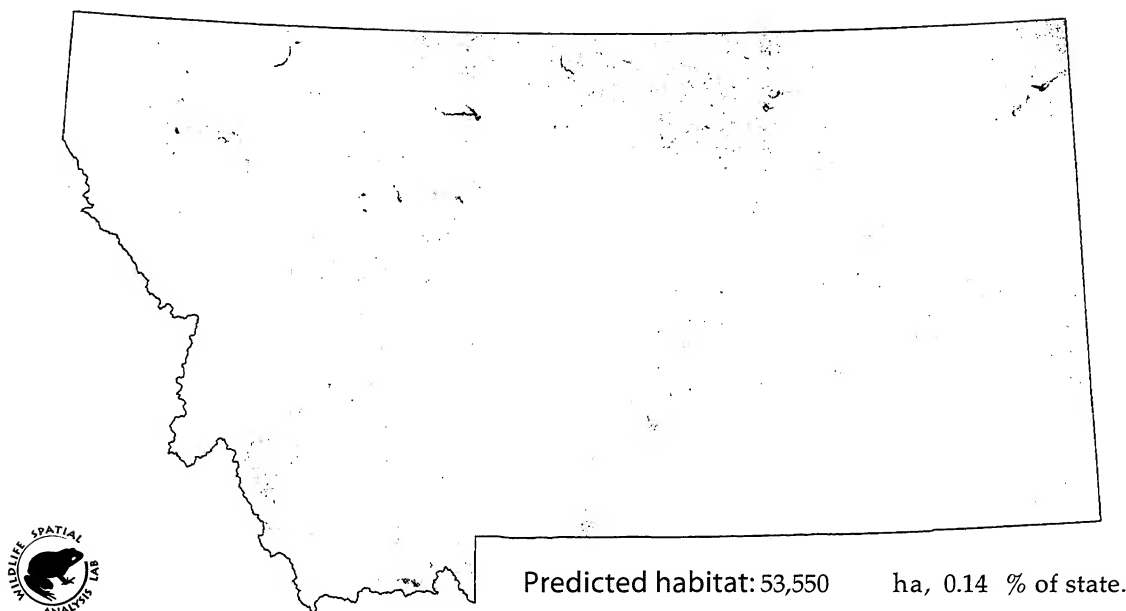 WILDLIFE SPATIAL
ANALYSIS LAB
Predicted habitat: 53,550 ha, 0.14 % of state.